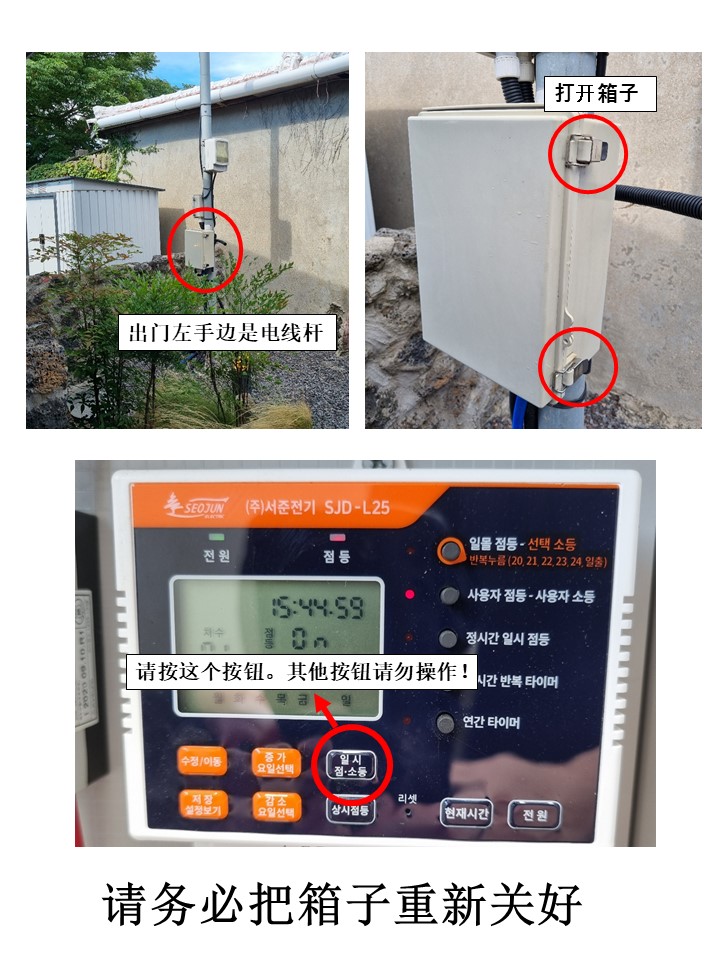 出门左手边是电线杆
打开箱子
SEOJUN
ELECTRIC
(주)서준전기 SJD-L25
전원
점등
일몰 점등 - 선택 소등
반복누름 (20, 21, 22, 23, 24, 일출)
15:44.59
사용자 점등 - 사용자 소등
점등 On
정시간 일시 점등
请按这个按钮。其他按钮请勿操作！
시간 반복 타이머
목 금 일
연간 타이머
수정/이동
증 가
요일선택
일 시
점·소등
저 장
설정보기
감 소
요일선택
상시점등
리셋
현재시간
전 원
请务必把箱子重新关好